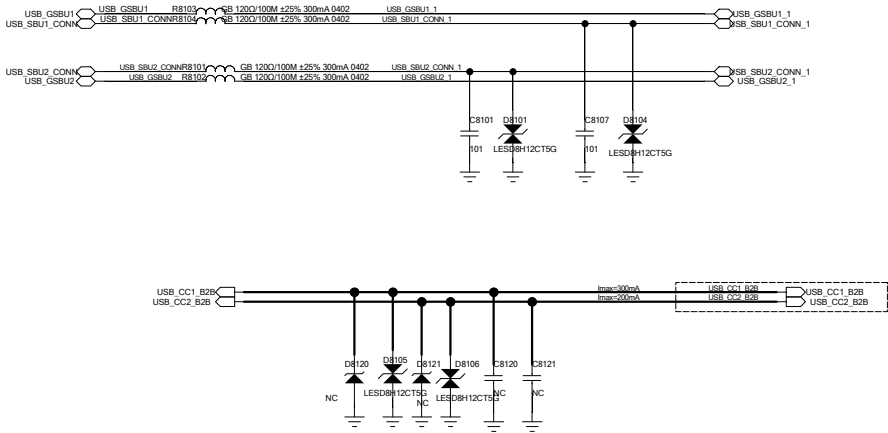 USB_GSBU1 USB_GSBU1 R8103 GB 120Ω/100M ±25% 300mA 0402 USB_GSBU1_1 USB_GSBU1_1
USB_SBU1_CONN USB_SBU1_CONNR8104 GB 120Ω/100M ±25% 300mA 0402 USB_SBU1_CONN_1 USB_SBU1_CONN_1
USB_SBU2_CONN USB_SBU2_CONNR8101 GB 120Ω/100M ±25% 300mA 0402 USB_SBU2_CONN_1 USB_SBU2_CONN_1
USB_GSBU2 USB_GSBU2 R8102 GB 120Ω/100M ±25% 300mA 0402 USB_GSBU2_1 USB_GSBU2_1
C8101 D8101 C8107 D8104
101 LESD8H12CT5G 101 LESD8H12CT5G
USB_CC1_B2B Imax=300mA USB_CC1_B2B USB_CC1_B2B
USB_CC2_B2B Imax=200mA USB_CC2_B2B USB_CC2_B2B
D8120 D8105 D8121 D8106 C8120 C8121
NC LESD8H12CT5G NC LESD8H12CT5G NC NC